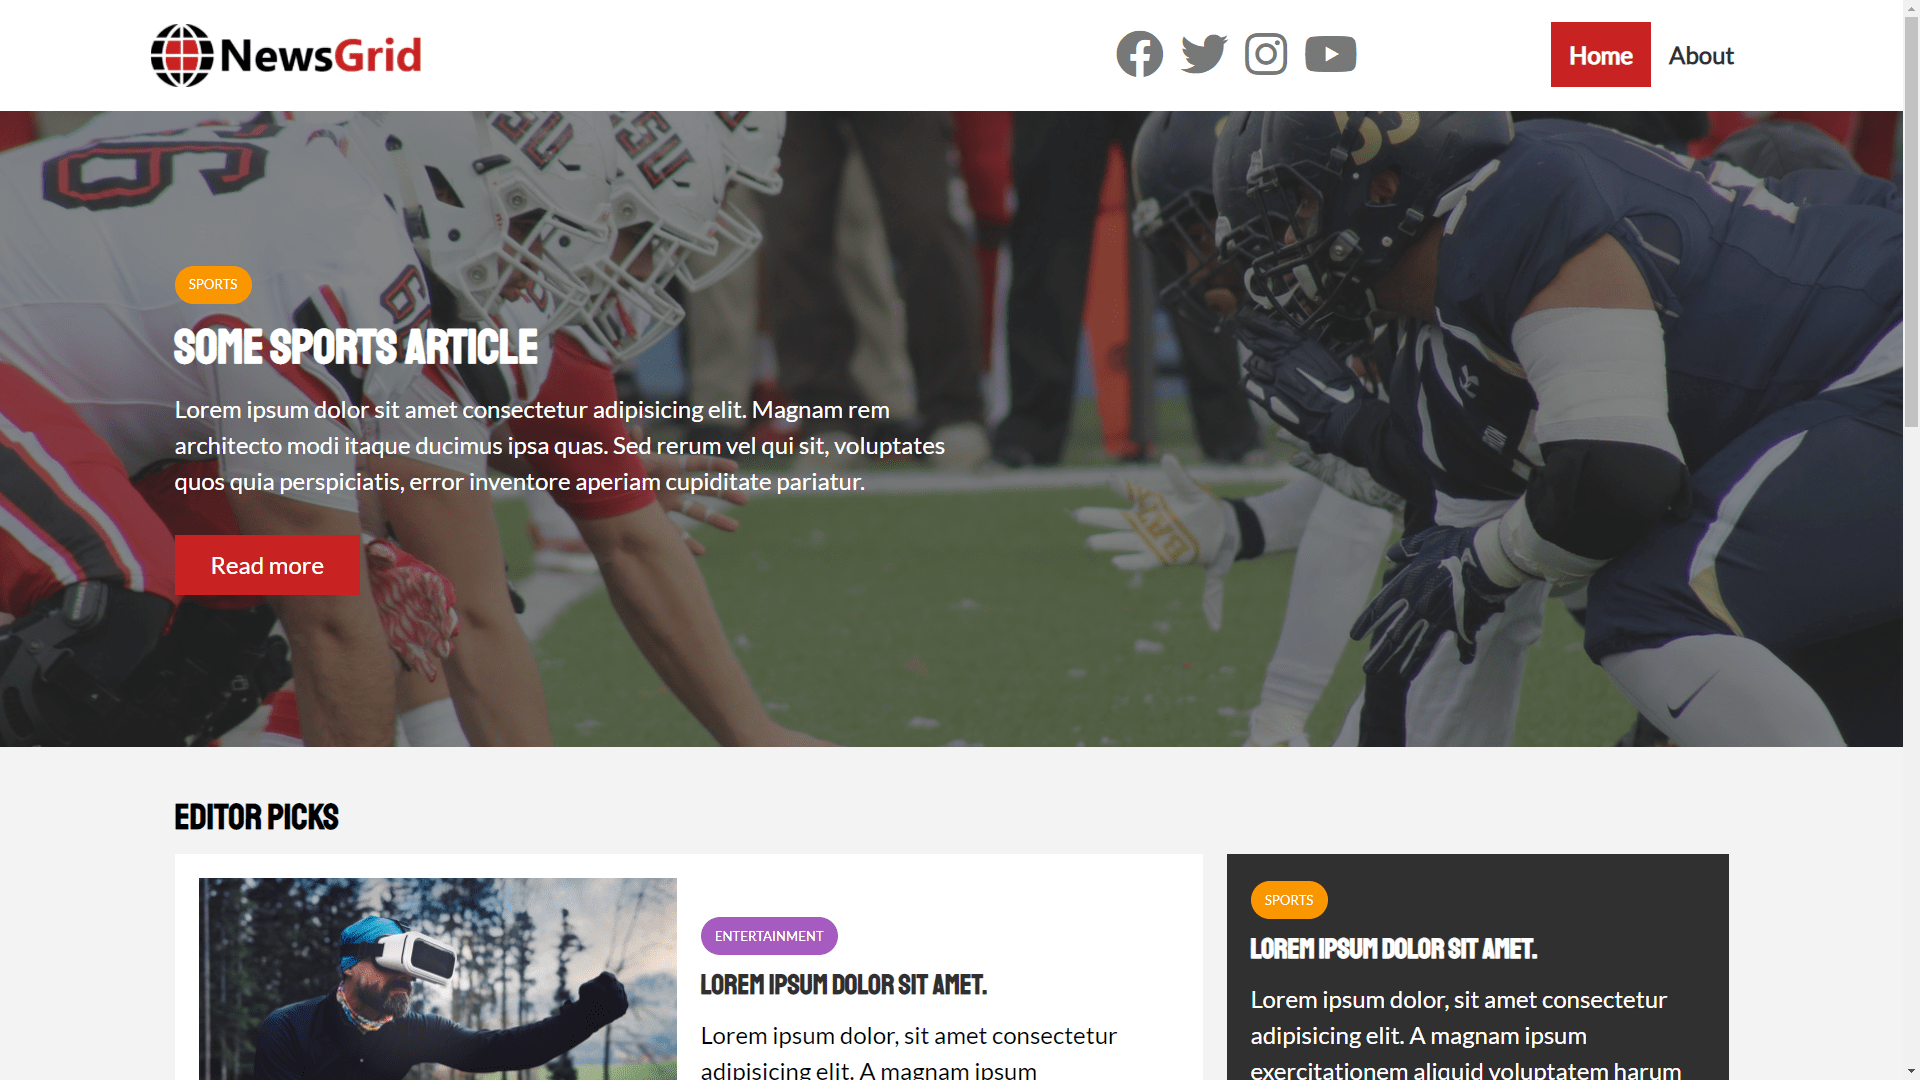 NewsGrid
Home
About
SPORTS
SOME SPORTS ARTICLE
Lorem ipsum dolor sit amet consectetur adipisicing elit. Magnam rem
architecto modi itaque ducimus ipsa quas. Sed rerum vel qui sit, voluptates
quos quia perspiciatis, error inventore aperiam cupiditate pariatur.
Read more
EDITOR PICKS
ENTERTAINMENT
LOREM IPSUM DOLOR SIT AMET.
Lorem ipsum dolor, sit amet consectetur
adipisicing elit. A magnam ipsum
SPORTS
LOREM IPSUM DOLOR SIT AMET.
Lorem ipsum dolor, sit amet consectetur
adipisicing elit. A magnam ipsum
exercitationem aliquid voluptatem harum